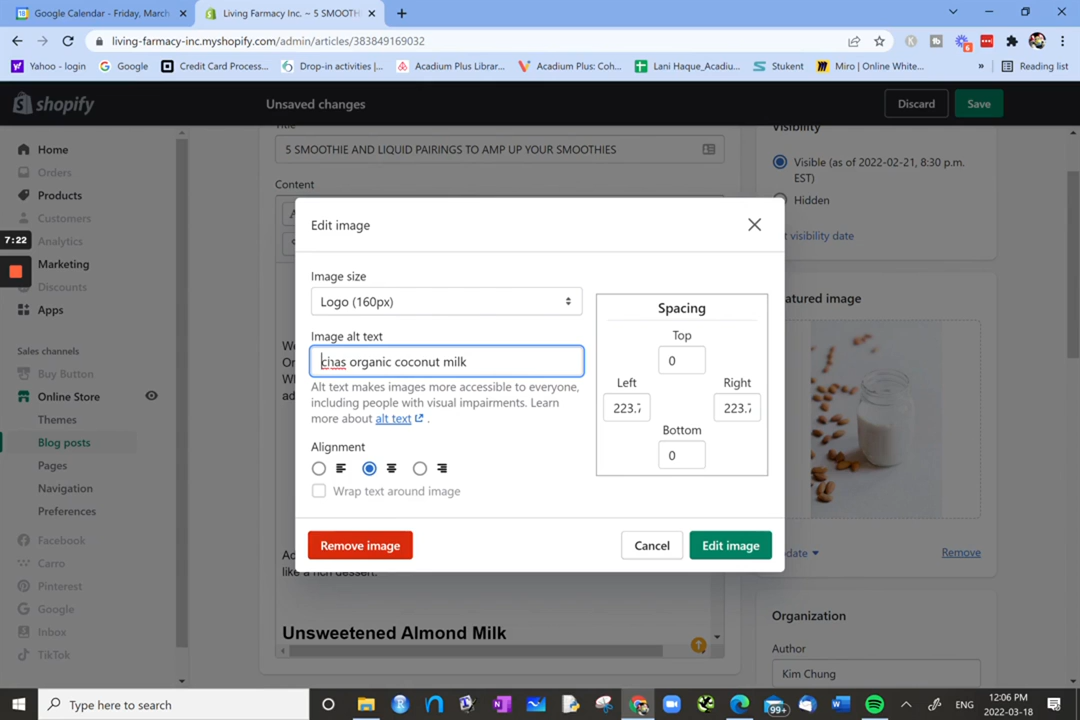 Google Calendar - Friday, March
Living Farmacy Inc. ~ 5 SMOOTH
living-farmacy-inc.myshopify.com/admin/articles/383849169032
Yahoo - login
Google
Credit Card Process...
Drop-in activities |...
Acadium Plus Librar...
Acadium Plus: Coh...
Lani Haque_Acadiu...
Stukent
Miro | Online White...
»
Reading list
shopify
Unsaved changes
Discard
Save
Home
Orders
Products
Customers
Analytics
7:22
Marketing
Discounts
Apps
Sales channels
Buy Button
Online Store
Themes
Blog posts
Pages
Navigation
Preferences
Facebook
Carro
Pinterest
Google
Inbox
TikTok
Title
5 SMOOTHIE AND LIQUID PAIRINGS TO AMP UP YOUR SMOOTHIES
Content
Edit image
Image size
Logo (160px)
Image alt text
chas organic coconut milk
Alt text makes images more accessible to everyone,
including people with visual impairments. Learn
more about alt text .
Alignment
Wrap text around image
Spacing
Top
0
Left
Right
223.7
223.7
Bottom
0
Remove image
Cancel
Edit image
like a rich dessert.
Unsweetened Almond Milk
Visibility
Visible (as of 2022-02-21, 8:30 p.m.
EST)
Hidden
visibility date
atured image
date
Remove
Organization
Author
Kim Chung
Type here to search
99+
ENG
12:06 PM
2022-03-18
6